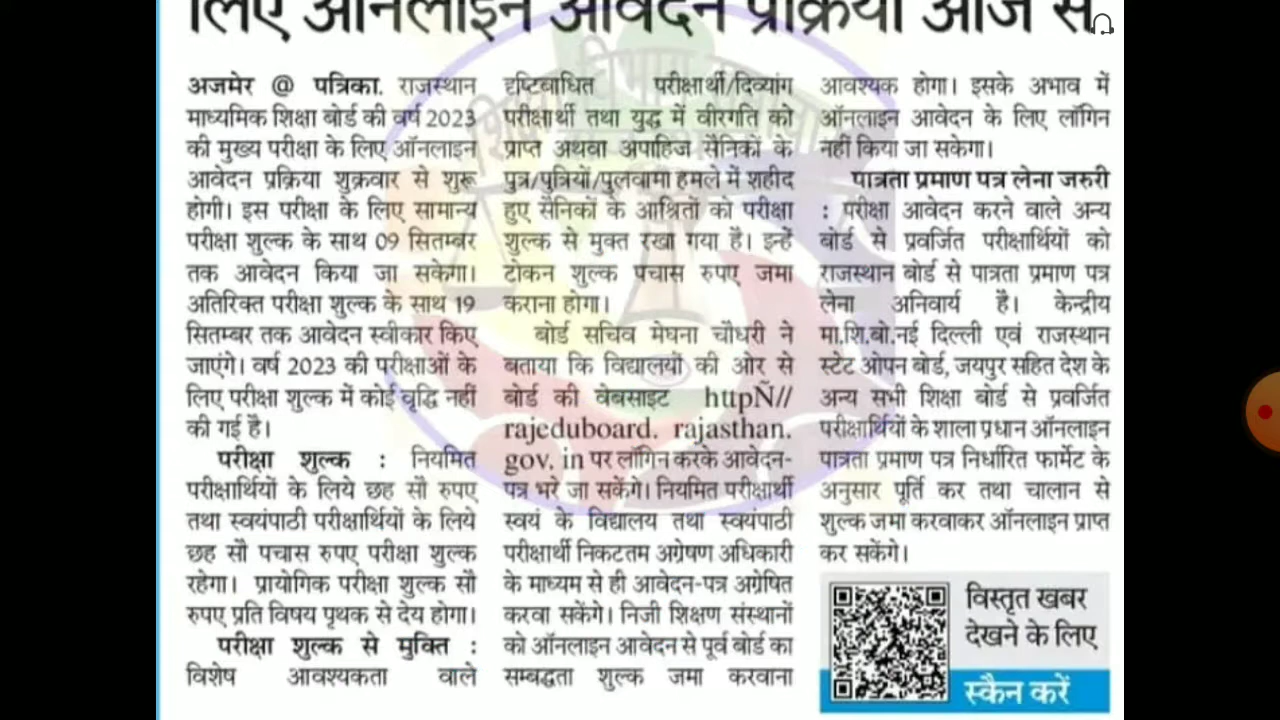 लिए ऑनलाइन आवेदन प्रक्रिया आज से
अजमेर @ पत्रिका. राजस्थान
माध्यमिक शिक्षा बोर्ड की वर्ष 2023
की मुख्य परीक्षा के लिए ऑनलाइन
आवेदन प्रक्रिया शुक्रवार से शुरू
होगी। इस परीक्षा के लिए सामान्य
परीक्षा शुल्क के साथ 09 सितम्बर
तक आवेदन किया जा सकेगा।
अतिरिक्त परीक्षा शुल्क के साथ 19
सितम्बर तक आवेदन स्वीकार किए
जाएंगे। वर्ष 2023 की परीक्षाओं के
लिए परीक्षा शुल्क में कोई वृद्धि नहीं
की गई है।
परीक्षा शुल्क : नियमित
परीक्षार्थियों के लिये छह सौ रुपए
तथा स्वयंपाठी परीक्षार्थियों के लिये
छह सौ पचास रुपए परीक्षा शुल्क
रहेगा। प्रायोगिक परीक्षा शुल्क सौ
रुपए प्रति विषय पृथक से देय होगा।
परीक्षा शुल्क से मुक्ति :
विशेष आवश्यकता वाले
दृष्टिबाधित परीक्षार्थी/दिव्यांग
परीक्षार्थी तथा युद्ध में वीरगति को
प्राप्त अथवा अपाहिज सैनिकों के
पुत्र/पुत्रियों/पुलवामा हमले में शहीद
हुए सैनिकों के आश्रितों को परीक्षा
शुल्क से मुक्त रखा गया है। इन्हें
टोकन शुल्क पचास रुपए जमा
कराना होगा।
बोर्ड सचिव मेघना चौधरी ने
बताया कि विद्यालयों की ओर से
बोर्ड की वेबसाइट httpÑ//
rajeduboard. rajasthan.
gov. in पर लॉगिन करके आवेदन-
पत्र भरे जा सकेंगे। नियमित परीक्षार्थी
स्वयं के विद्यालय तथा स्वयंपाठी
परीक्षार्थी निकटतम अग्रेषण अधिकारी
के माध्यम से ही आवेदन-पत्र अग्रेषित
करवा सकेंगे। निजी शिक्षण संस्थानों
को ऑनलाइन आवेदन से पूर्व बोर्ड का
सम्बद्धता शुल्क जमा करवाना
आवश्यक होगा। इसके अभाव में
ऑनलाइन आवेदन के लिए लॉगिन
नहीं किया जा सकेगा।
पात्रता प्रमाण पत्र लेना जरुरी
: परीक्षा आवेदन करने वाले अन्य
बोर्ड से प्रवर्जित परीक्षार्थियों को
राजस्थान बोर्ड से पात्रता प्रमाण पत्र
लेना अनिवार्य है। केन्द्रीय
मा.शि.बो.नई दिल्ली एवं राजस्थान
स्टेट ओपन बोर्ड, जयपुर सहित देश के
अन्य सभी शिक्षा बोर्ड से प्रवर्जित
परीक्षार्थियों के शाला प्रधान ऑनलाइन
पात्रता प्रमाण पत्र निर्धारित फार्मेट के
अनुसार पूर्ति कर तथा चालान से
शुल्क जमा करवाकर ऑनलाइन प्राप्त
कर सकेंगे।
विस्तृत खबर
देखने के लिए
स्कैन करें